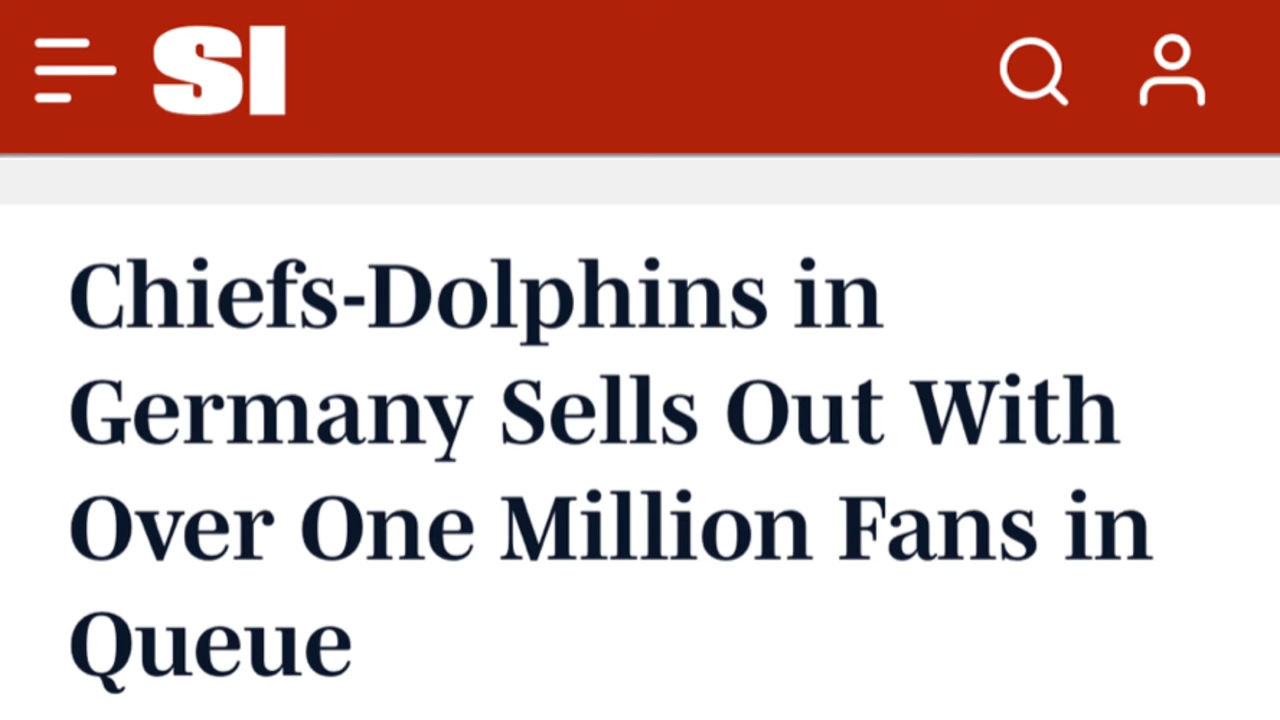 SI
Chiefs-Dolphins in
Germany Sells Out With
Over One Million Fans in
Queue